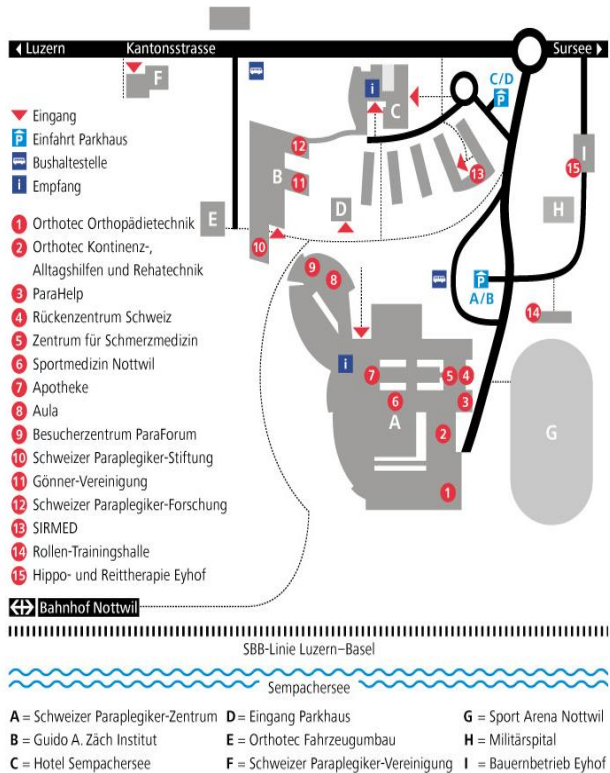 Luzern Kantonsstrasse Sursee
C/D
P
F
i
C
Eingang
P Einfahrt Parkhaus
Bushaltestelle
i Empfang
12
B
11
13
15
I
E
D
H
10
1 Orthotec Orthopädietechnik
2 Orthotec Kontinenz-,
Alltagshilfen und Rehatechnik
3 ParaHelp
4 Rückenzentrum Schweiz
5 Zentrum für Schmerzmedizin
6 Sportmedizin Nottwil
7 Apotheke
8 Aula
9 Besucherzentrum ParaForum
10 Schweizer Paraplegiker-Stiftung
11 Gönner-Vereinigung
12 Schweizer Paraplegiker-Forschung
13 SIRMED
14 Rollen-Trainingshalle
15 Hippo- und Reittherapie Eyhof
9
8
P
A/B
14
i
7
5
4
6
3
A
2
G
1
Bahnhof Nottwil
SBB-Linie Luzern–Basel
Sempachersee
A = Schweizer Paraplegiker-Zentrum D = Eingang Parkhaus G = Sport Arena Nottwil
B = Guido A. Zäch Institut E = Orthotec Fahrzeugumbau H = Militärspital
C = Hotel Sempachersee F = Schweizer Paraplegiker-Vereinigung I = Bauernbetrieb Eyhof